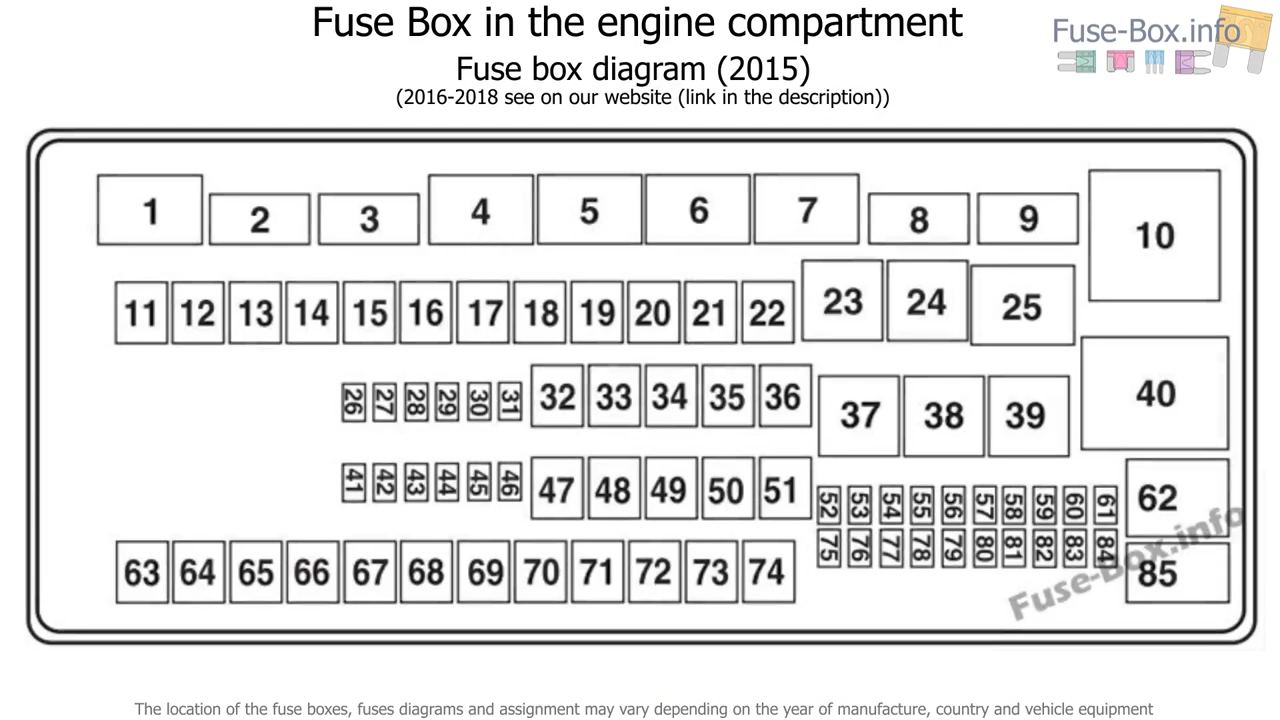 Fuse Box in the engine compartment
Fuse-Box.info
Fuse box diagram (2015)
(2016-2018 see on our website (link in the description))
1 2 3 4 5 6 7 8 9 10
11 12 13 14 15 16 17 18 19 20 21 22 23 24 25
26 27 28 29 30 31 32 33 34 35 36 37 38 39 40
41 42 43 44 45 46 47 48 49 50 51 52 53 54 55 56 57 58 59 60 61 62
63 64 65 66 67 68 69 70 71 72 73 74 75 76 77 78 79 80 81 82 83 84 85
Fuse-Box.info
The location of the fuse boxes, fuses diagrams and assignment may vary depending on the year of manufacture, country and vehicle equipment